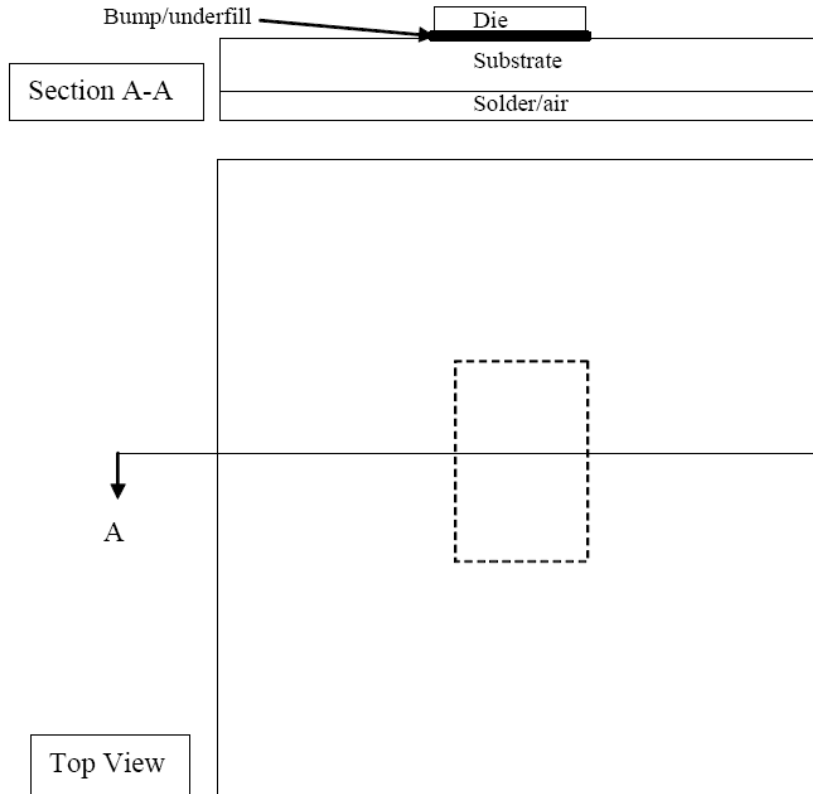 Bump/underfill
Die
Substrate
Section A-A
Solder/air
A
Top View